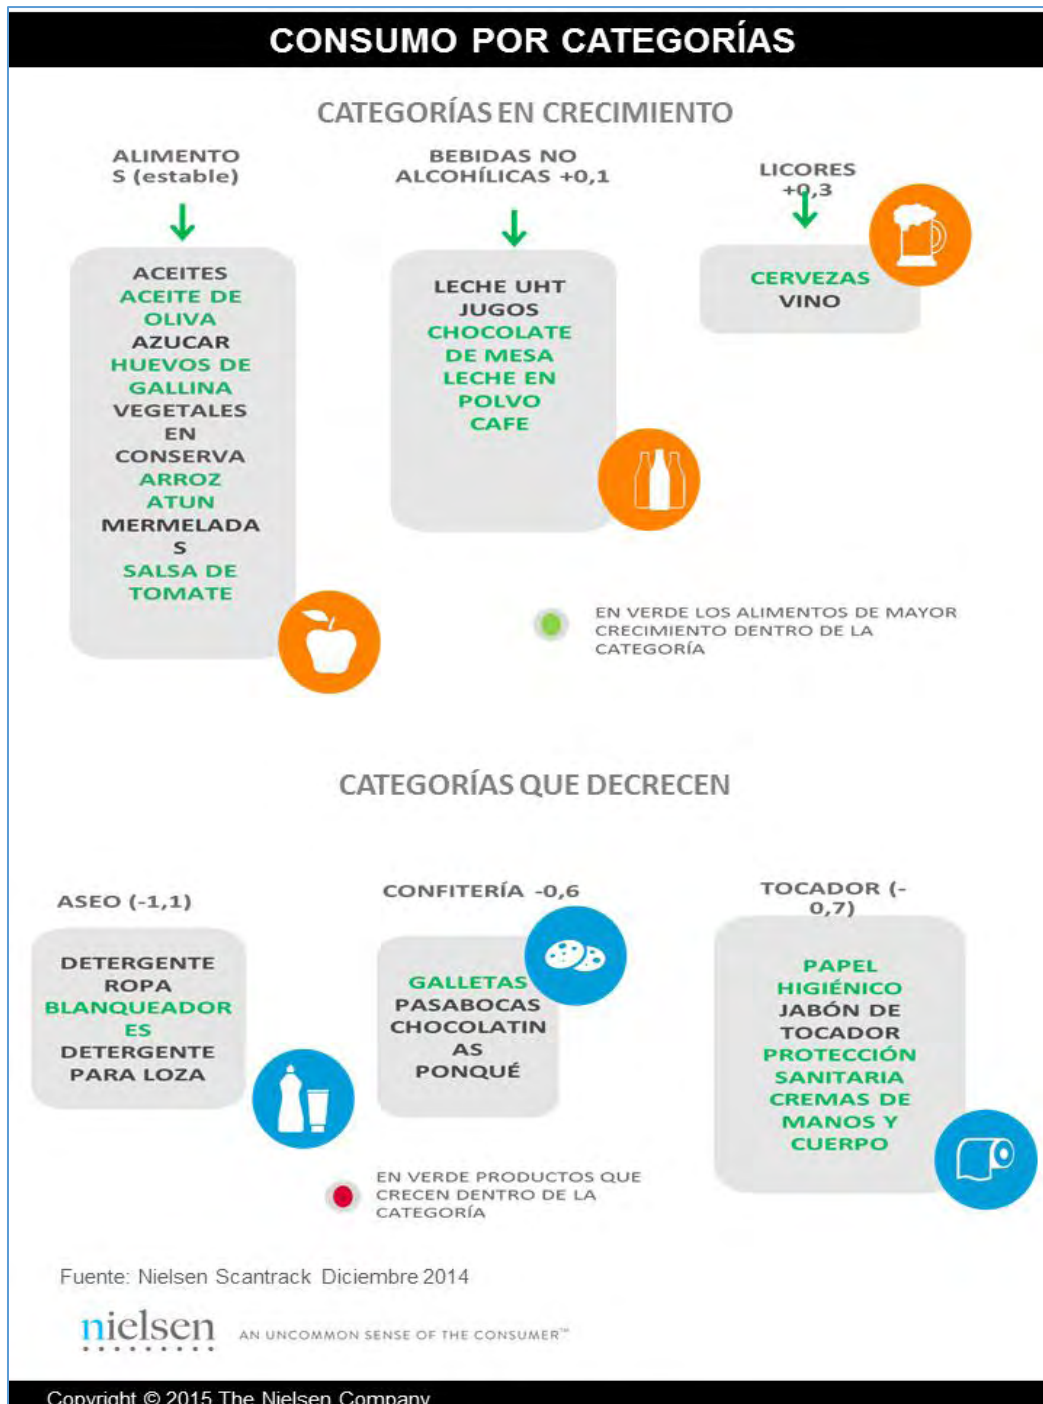 CONSUMO POR CATEGORÍAS
CATEGORÍAS EN CRECIMIENTO
ALIMENTO
S (estable)
ACEITES
ACEITE DE
OLIVA
AZUCAR
HUEVOS DE
GALLINA
VEGETALES
EN
CONSERVA
ARROZ
ATUN
MERMELADA
S
SALSA DE
TOMATE
BEBIDAS NO
ALCOHÍLICAS +0,1
LECHE UHT
JUGOS
CHOCOLATE
DE MESA
LECHE EN
POLVO
CAFE
LICORES
+0,3
CERVEZAS
VINO
EN VERDE LOS ALIMENTOS DE MAYOR
CRECIMIENTO DENTRO DE LA
CATEGORÍA
CATEGORÍAS QUE DECRECEN
ASEO (-1,1)
DETERGENTE
ROPA
BLANQUEADOR
ES
DETERGENTE
PARA LOZA
CONFITERÍA -0,6
GALLETAS
PASABOCAS
CHOCOLATIN
AS
PONQUÉ
TOCADOR (-
0,7)
PAPEL
HIGIÉNICO
JABÓN DE
TOCADOR
PROTECCIÓN
SANITARIA
CREMAS DE
MANOS Y
CUERPO
EN VERDE PRODUCTOS QUE
CRECEN DENTRO DE LA
CATEGORÍA
Fuente: Nielsen Scantrack Diciembre 2014
nielsen
AN UNCOMMON SENSE OF THE CONSUMER™
Copyright © 2015 The Nielsen Company